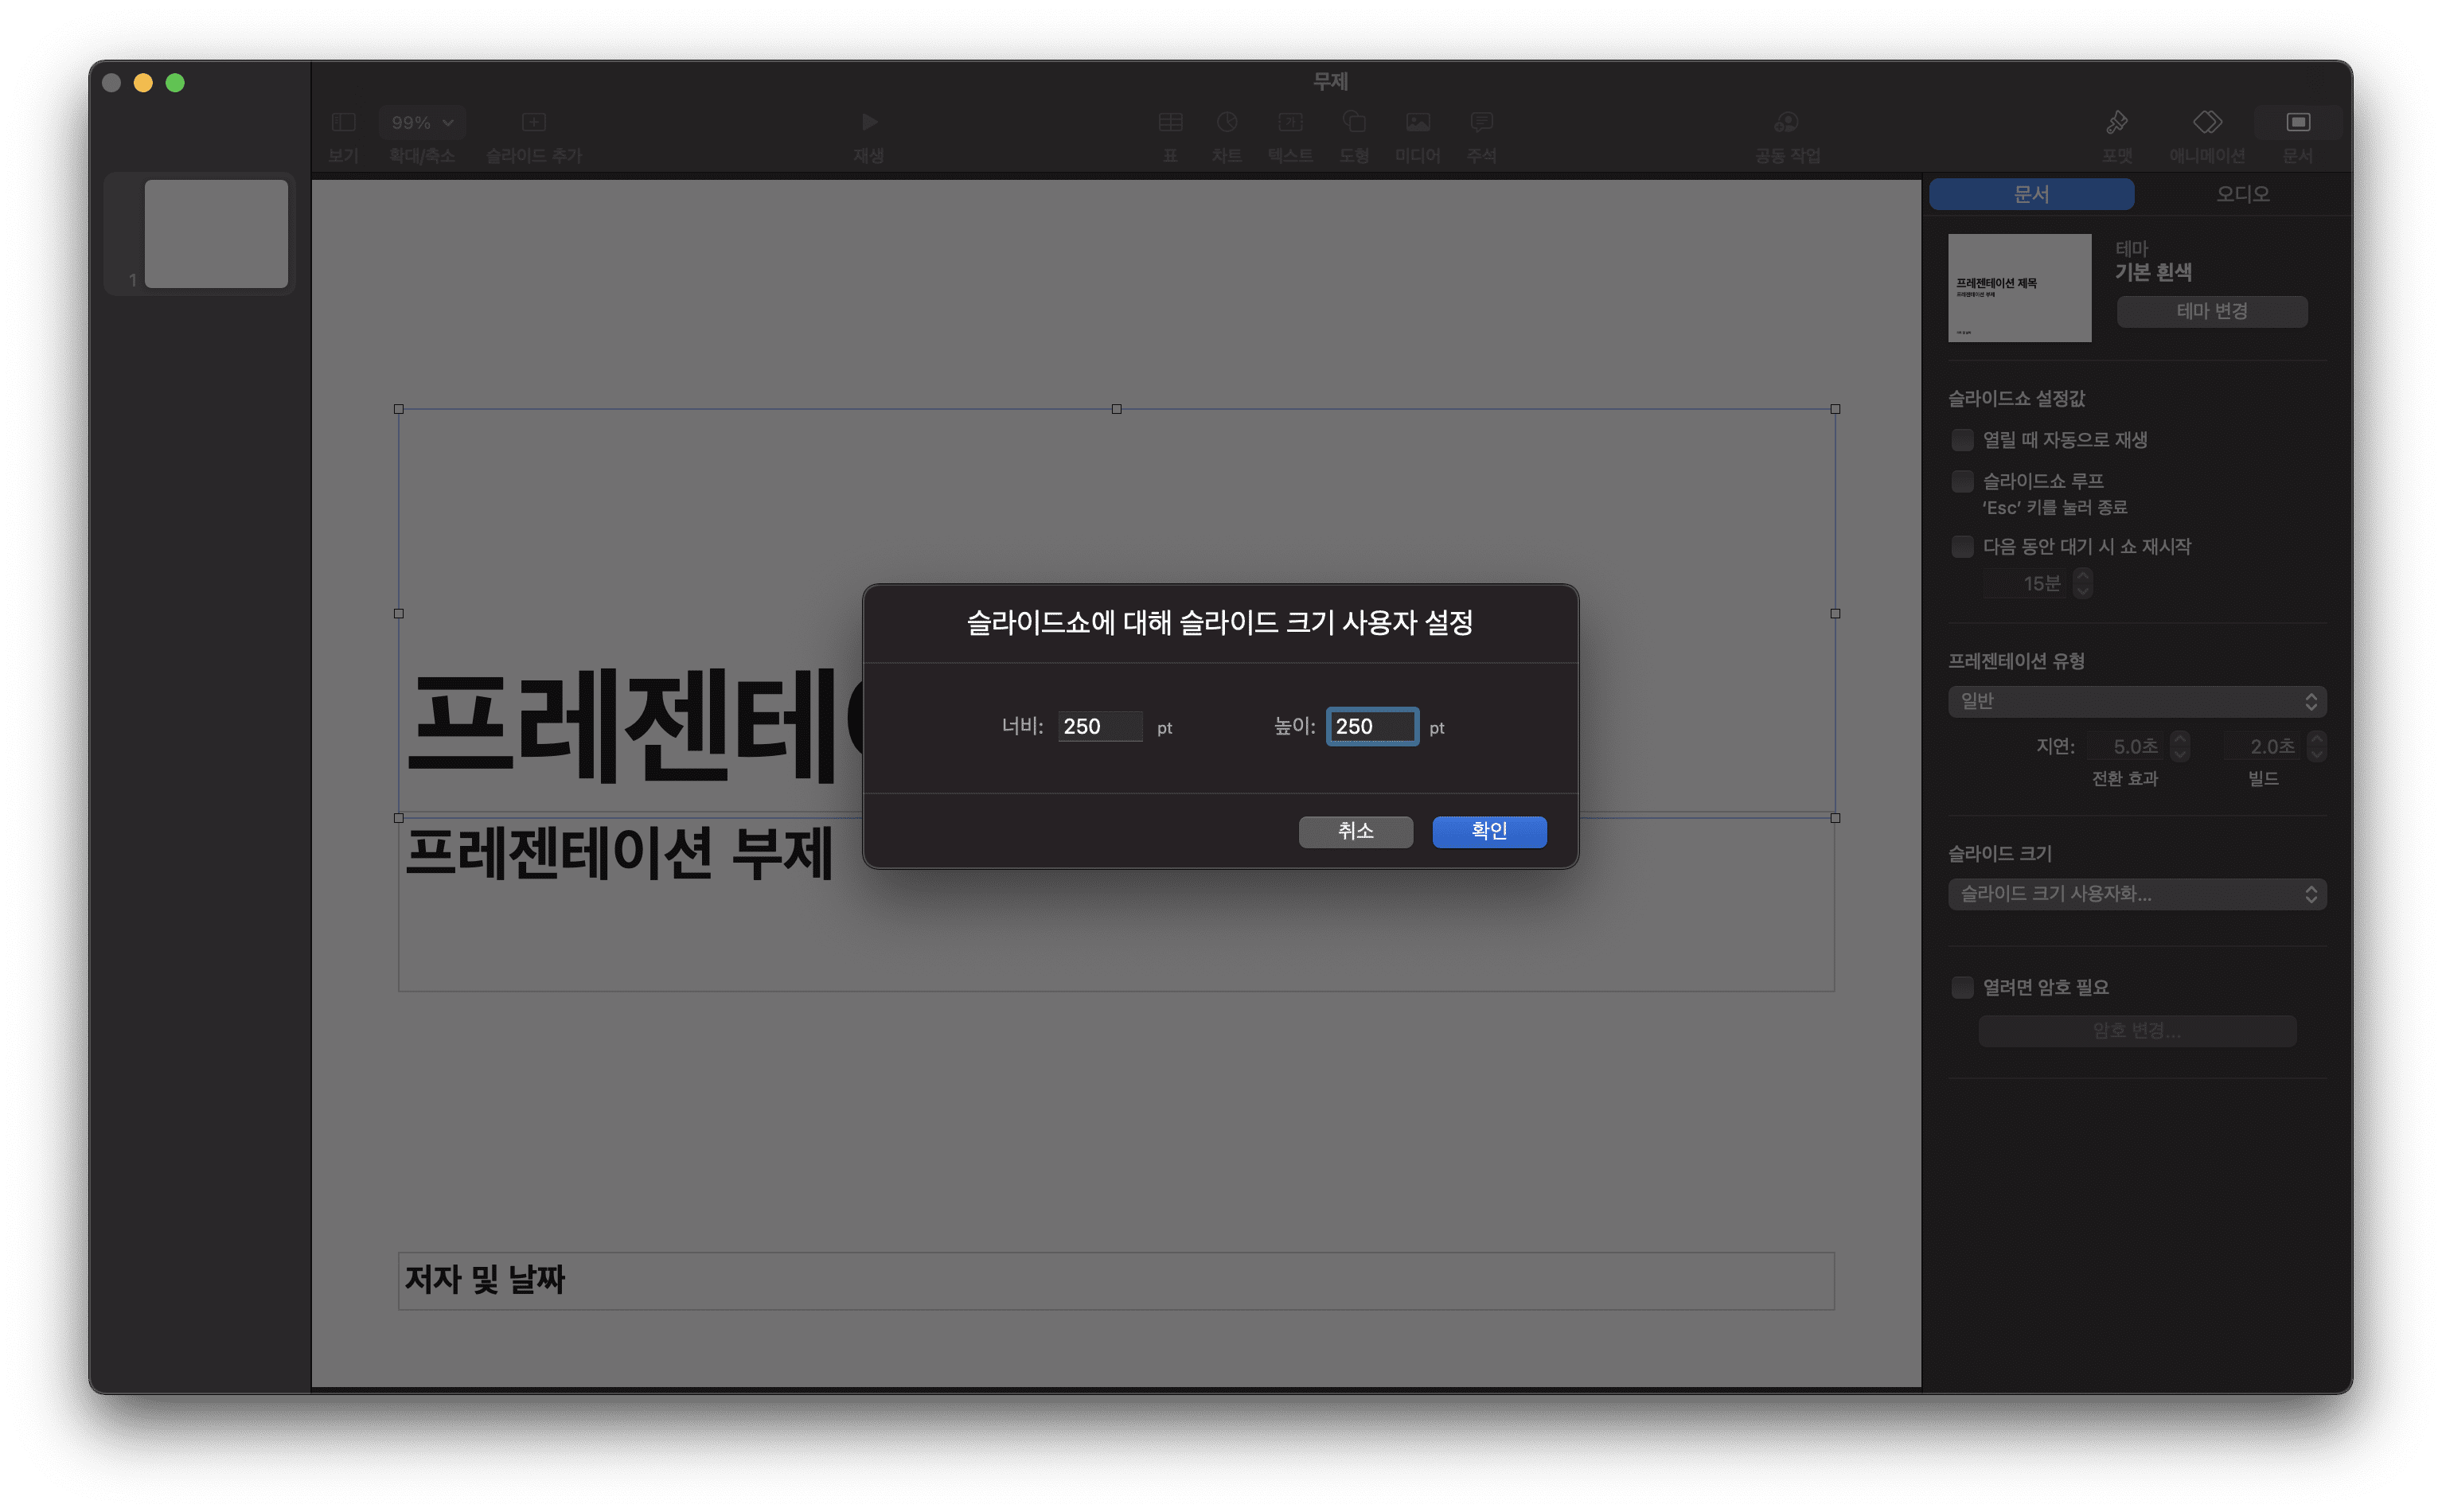 무제
99%
보기
확대/축소
슬라이드 추가
재생
표
차트
텍스트
도형
미디어
주석
공동 작업
포맷
애니메이션
문서
1
문서
오디오
프레젠테이션 제목
프레젠테이션 부제
테마
기본 흰색
테마 변경
슬라이드쇼 설정값
열릴 때 자동으로 재생
슬라이드쇼 루프
‘Esc’ 키를 눌러 종료
다음 동안 대기 시 쇼 재시작
15분
프레젠테이션 유형
일반
지연: 5.0초 2.0초
전환 효과 빌드
슬라이드 크기
슬라이드 크기 사용자화...
열려면 암호 필요
암호 변경...
프레젠테
프레젠테이션 부제
저자 및 날짜
슬라이드쇼에 대해 슬라이드 크기 사용자 설정
너비: 250 pt 높이: 250 pt
취소 확인